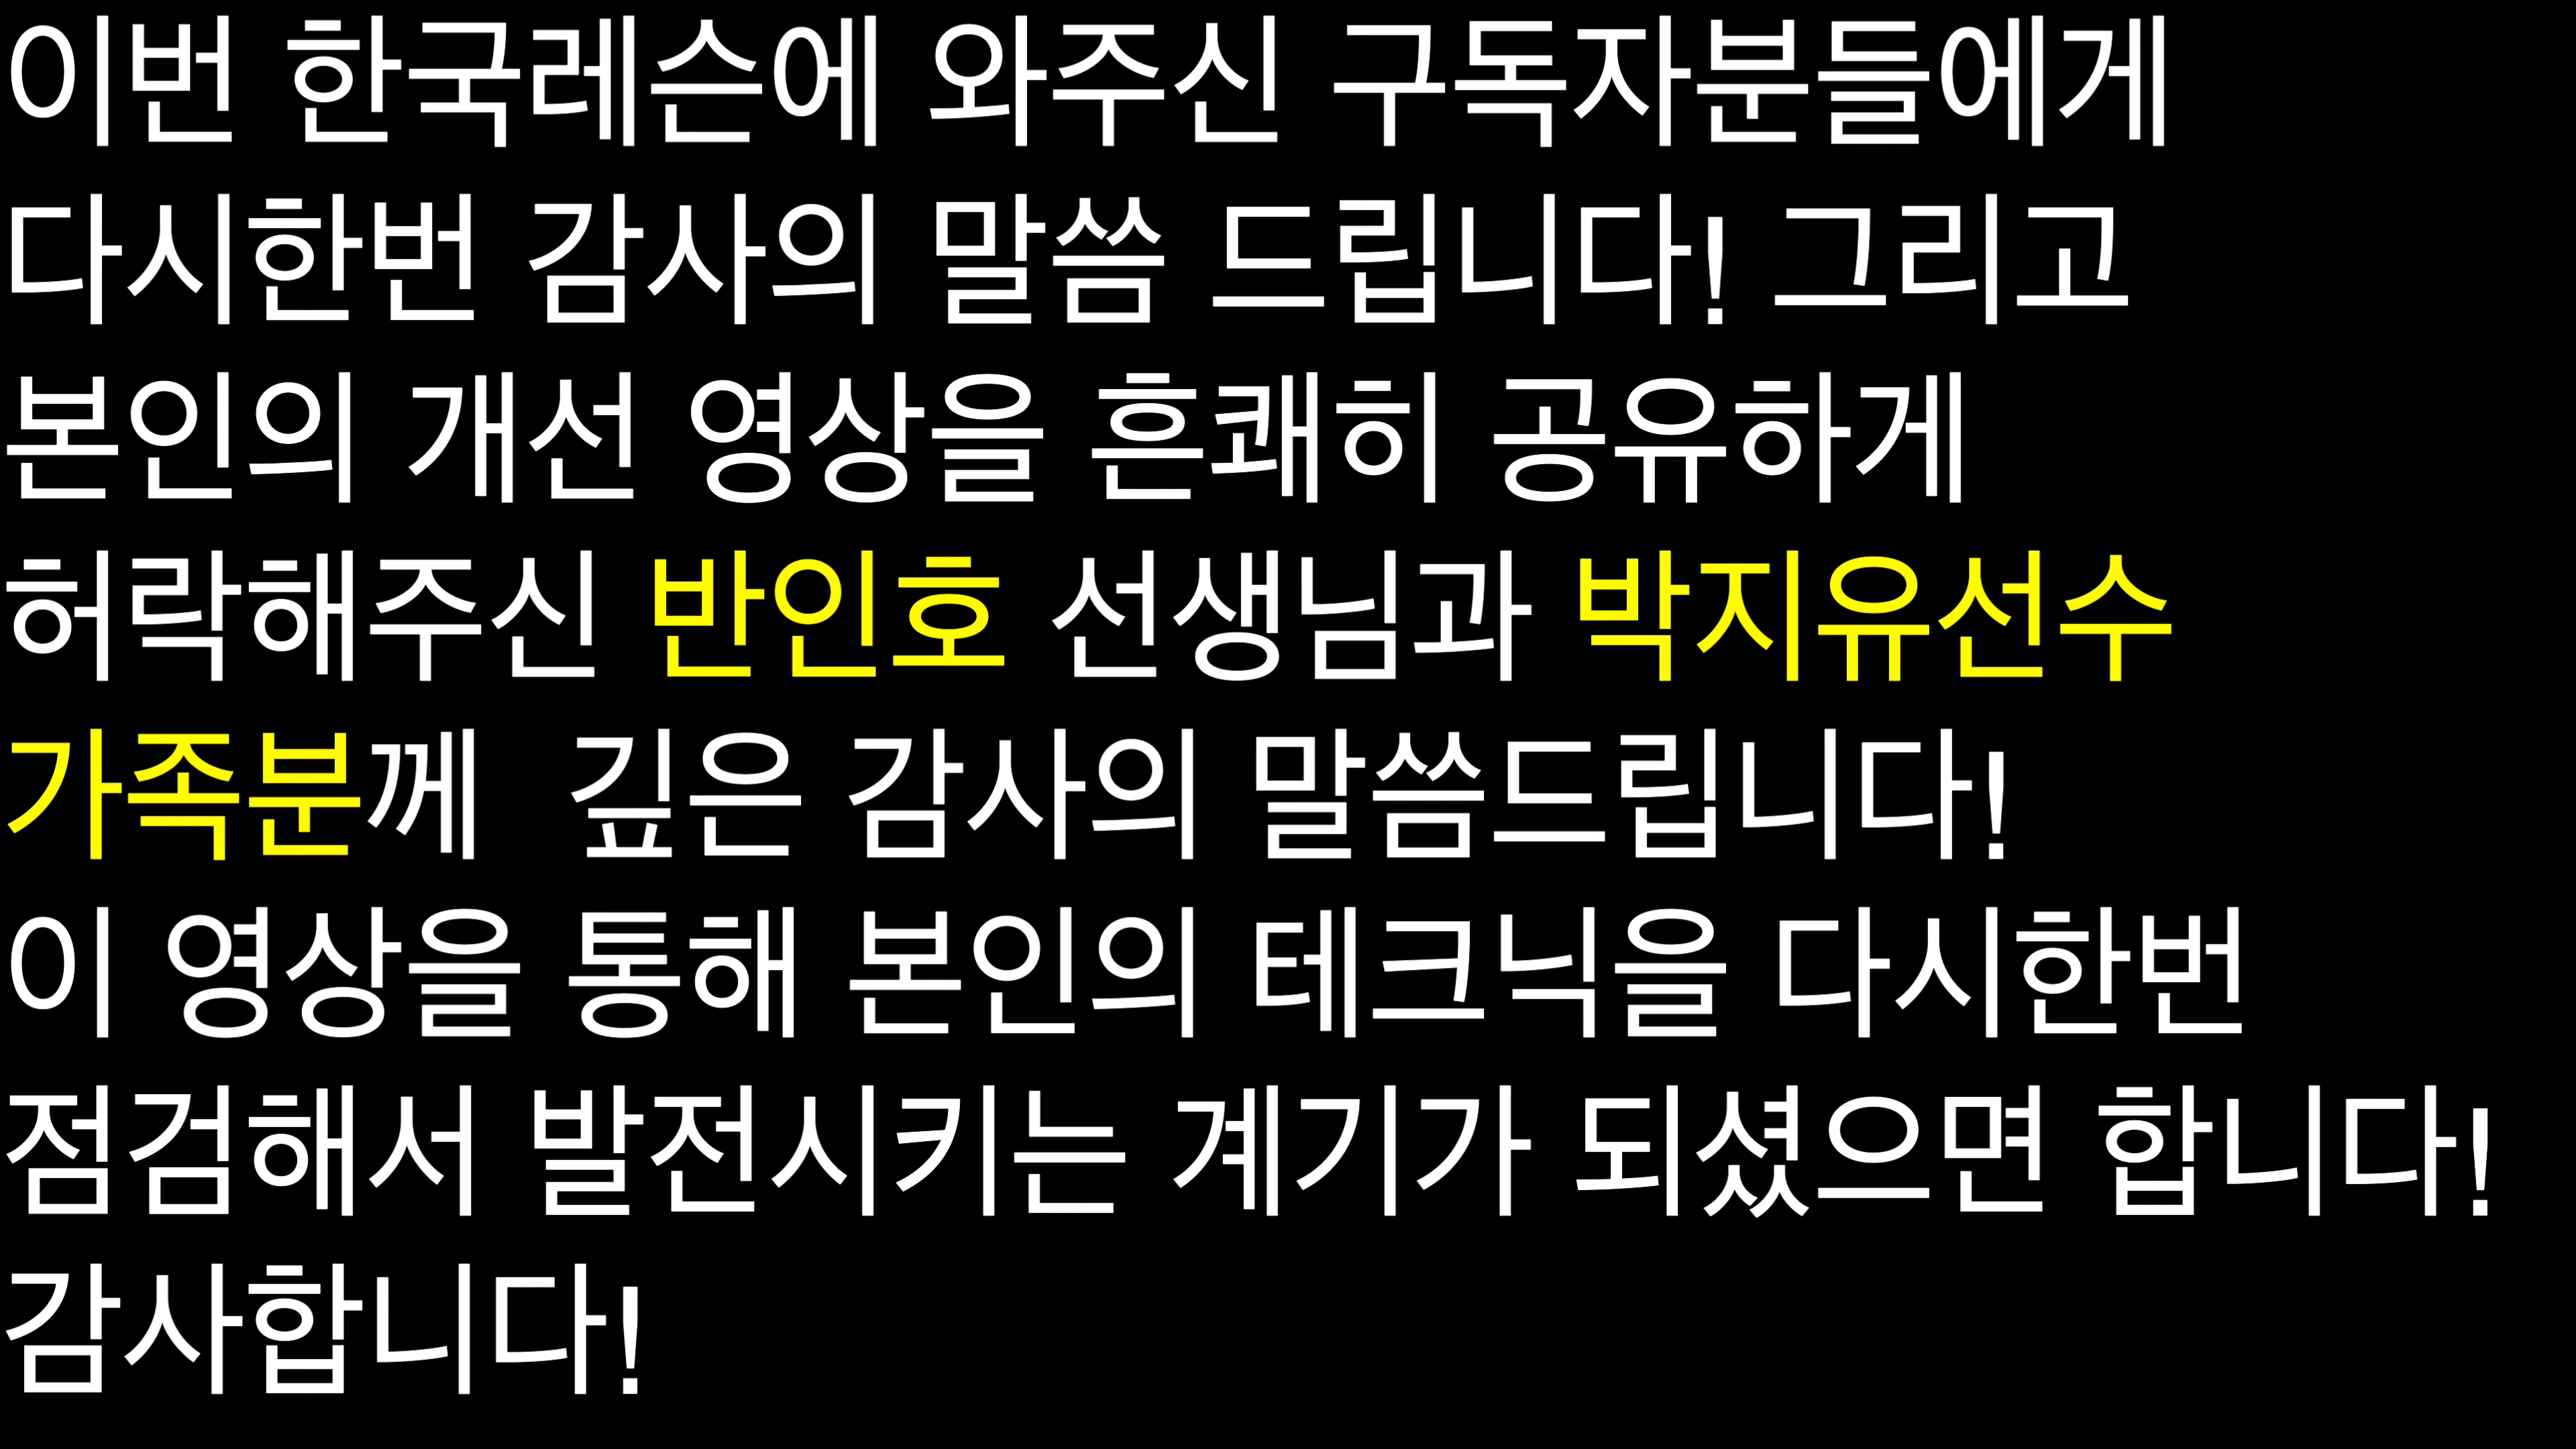 이번 한국레슨에 와주신 구독자분들에게
다시한번 감사의 말씀 드립니다! 그리고
본인의 개선 영상을 흔쾌히 공유하게
허락해주신 반인호 선생님과 박지유선수
가족분께  깊은 감사의 말씀드립니다!
이 영상을 통해 본인의 테크닉을 다시한번
점검해서 발전시키는 계기가 되셨으면 합니다!
감사합니다!